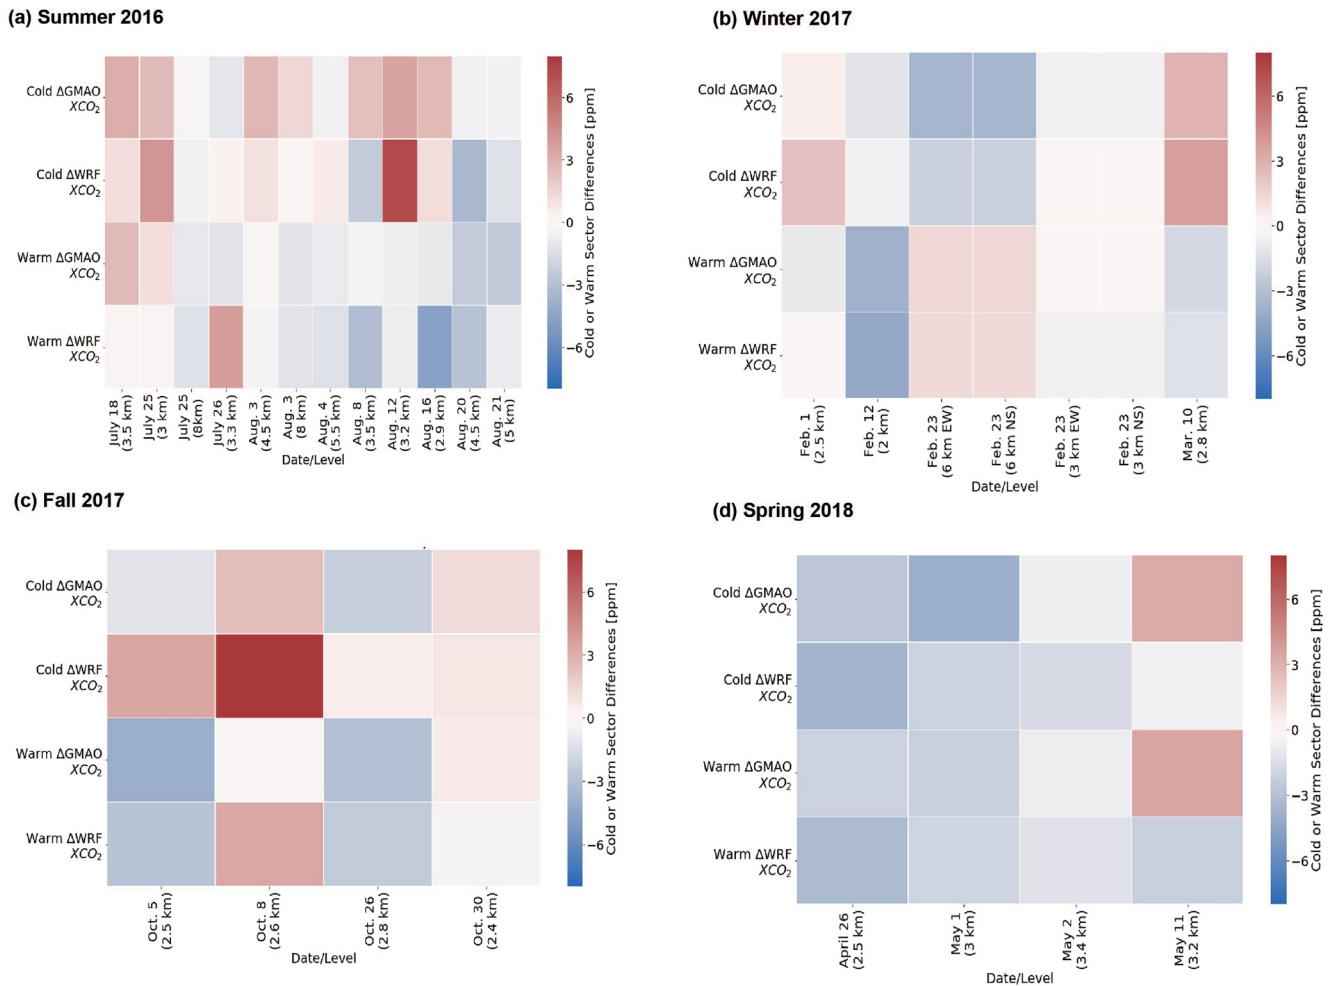 (a) Summer 2016
Cold ΔGMAO
XCO2
Cold ΔWRF
XCO2
Warm ΔGMAO
XCO2
Warm ΔWRF
XCO2
July 18
(3.5 km)
July 25
(3 km)
July 25
(8km)
July 26
(3.3 km)
Aug. 3
(4.5 km)
Aug. 3
(8 km)
Aug. 4
(5.5 km)
Aug. 8
(3.5 km)
Aug. 12
(3.2 km)
Aug. 16
(2.9 km)
Aug. 20
(4.5 km)
Aug. 21
(5 km)
Date/Level
6
3
0
−3
−6
Cold or Warm Sector Differences [ppm]
(b) Winter 2017
Cold ΔGMAO
XCO2
Cold ΔWRF
XCO2
Warm ΔGMAO
XCO2
Warm ΔWRF
XCO2
Feb. 1
(2.5 km)
Feb. 12
(2 km)
Feb. 23
(6 km EW)
Feb. 23
(6 km NS)
Feb. 23
(3 km EW)
Feb. 23
(3 km NS)
Mar. 10
(2.8 km)
Date/Level
6
3
0
−3
−6
Cold or Warm Sector Differences [ppm]
(c) Fall 2017
Cold ΔGMAO
XCO2
Cold ΔWRF
XCO2
Warm ΔGMAO
XCO2
Warm ΔWRF
XCO2
Oct. 5
(2.5 km)
Oct. 8
(2.6 km)
Oct. 26
(2.8 km)
Oct. 30
(2.4 km)
Date/Level
6
3
0
−3
−6
Cold or Warm Sector Differences [ppm]
(d) Spring 2018
Cold ΔGMAO
XCO2
Cold ΔWRF
XCO2
Warm ΔGMAO
XCO2
Warm ΔWRF
XCO2
April 26
(2.5 km)
May 1
(3 km)
May 2
(3.4 km)
May 11
(3.2 km)
Date/Level
6
3
0
−3
−6
Cold or Warm Sector Differences [ppm]